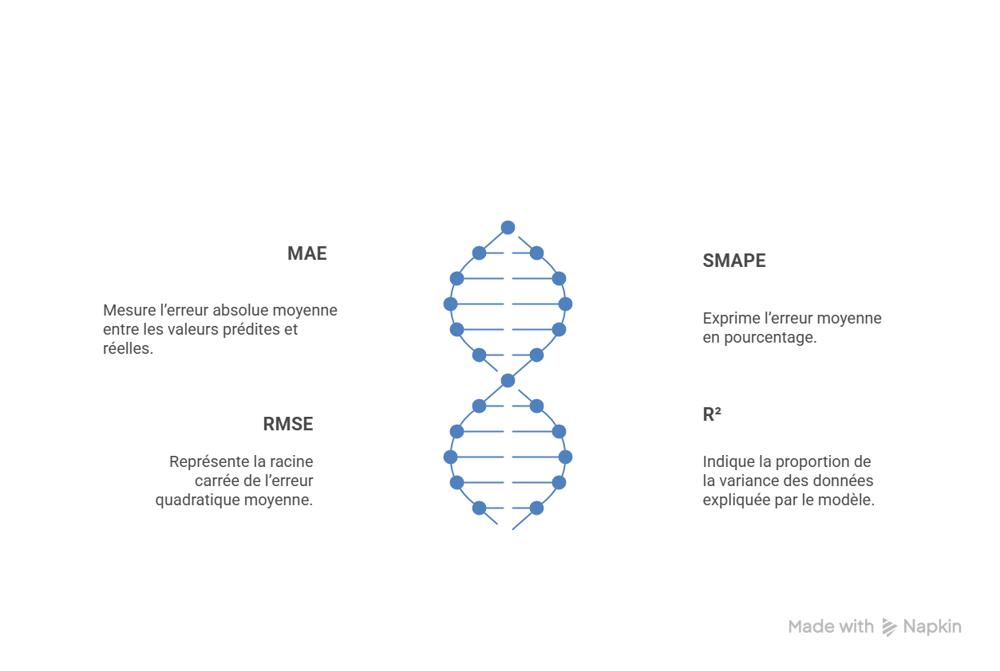 MAE
Mesure l’erreur absolue moyenne
entre les valeurs prédites et
réelles.
SMAPE
Exprime l’erreur moyenne
en pourcentage.
RMSE
Représente la racine
carrée de l’erreur
quadratique moyenne.
R²
Indique la proportion de
la variance des données
expliquée par le modèle.
Made with Napkin